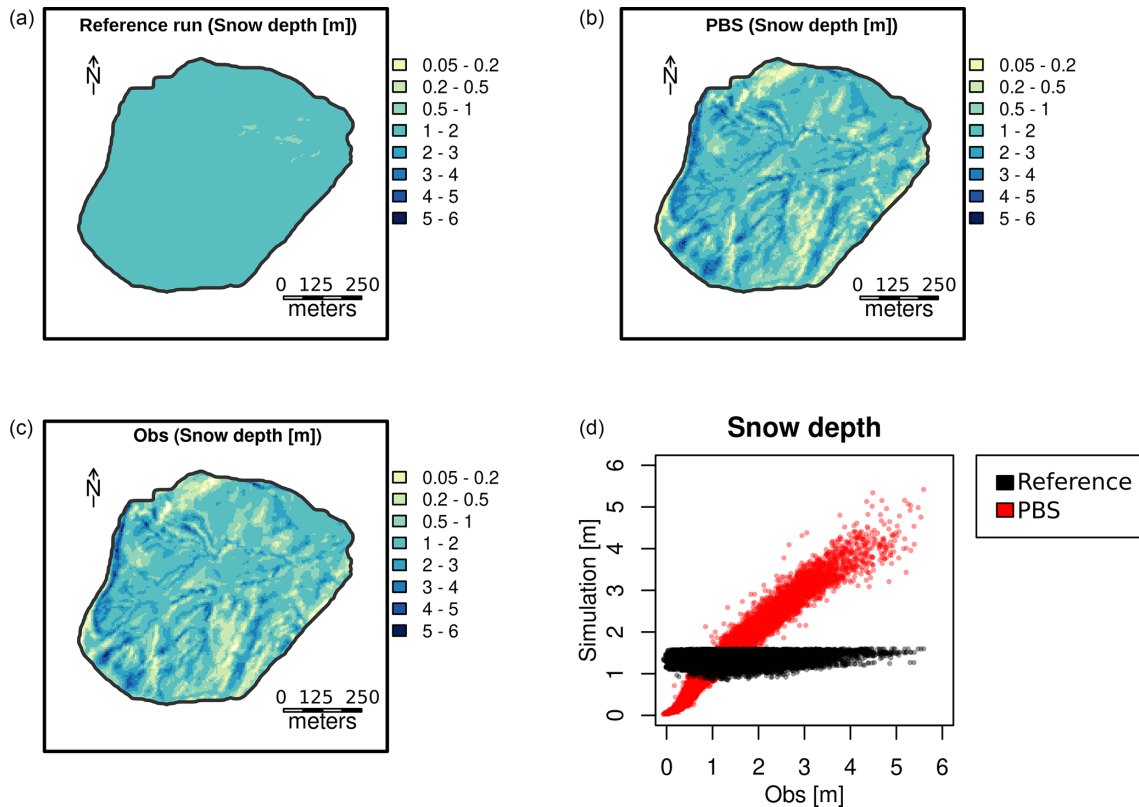 (a)
Reference run (Snow depth [m])
N
0.05 - 0.2
0.2 - 0.5
0.5 - 1
1 - 2
2 - 3
3 - 4
4 - 5
5 - 6
0 125 250
meters
(b)
PBS (Snow depth [m])
N
0.05 - 0.2
0.2 - 0.5
0.5 - 1
1 - 2
2 - 3
3 - 4
4 - 5
5 - 6
0 125 250
meters
(c)
Obs (Snow depth [m])
N
0.05 - 0.2
0.2 - 0.5
0.5 - 1
1 - 2
2 - 3
3 - 4
4 - 5
5 - 6
0 125 250
meters
(d)
Snow depth
Simulation [m]
6
5
4
3
2
1
0
0 1 2 3 4 5 6
Obs [m]
Reference
PBS